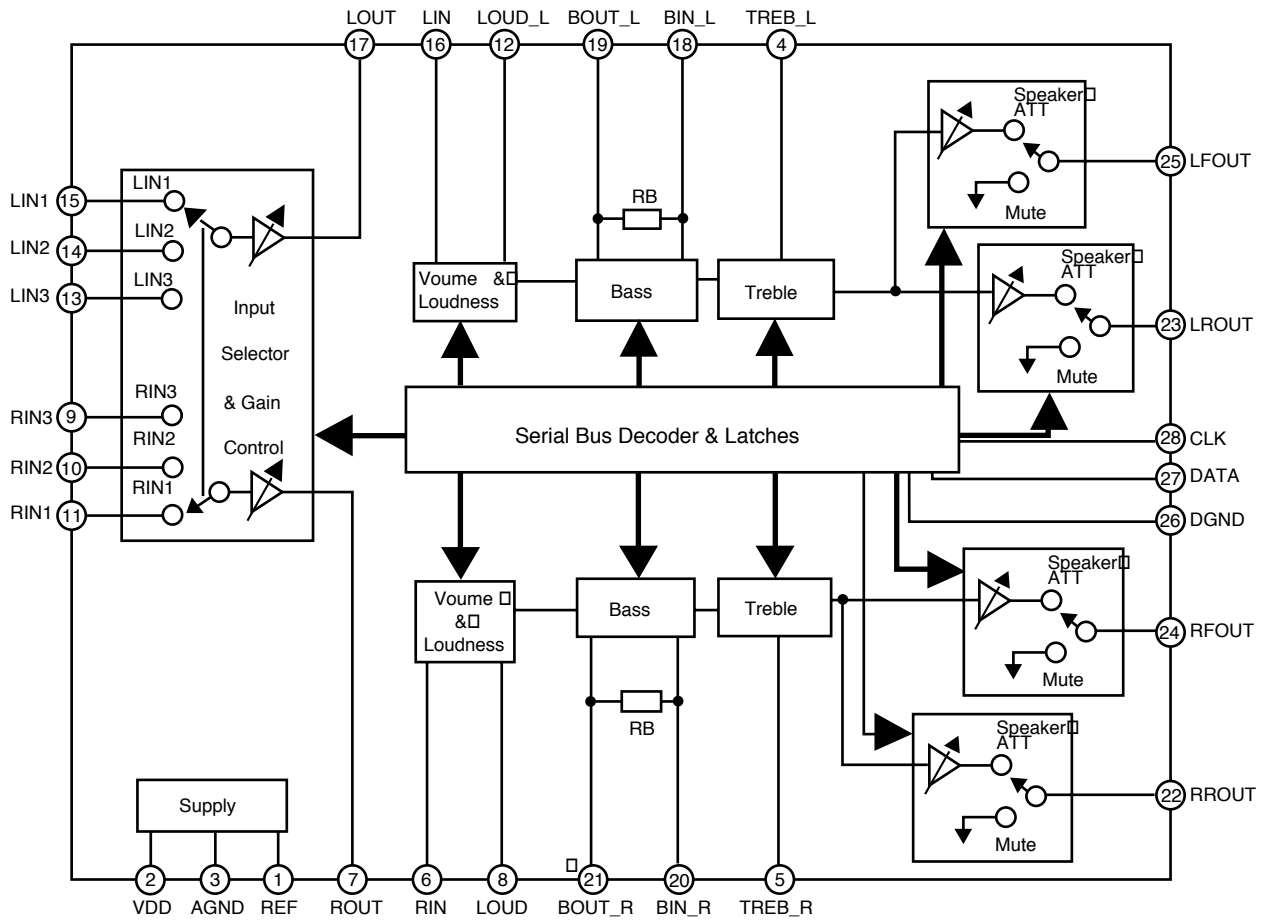 LOUT LIN LOUD_L BOUT_L BIN_L TREB_L
17 16 12 19 18 4
Speaker
ATT
Mute
25 LFOUT
LIN1 15 LIN1
LIN2 14 LIN2
LIN3 13 LIN3
Input
Selector
& Gain
Control
RIN3 9 RIN3
RIN2 10 RIN2
RIN1 11 RIN1
RB
Voume &
Loudness
Bass
Treble
Speaker
ATT
Mute
23 LROUT
Serial Bus Decoder & Latches
28 CLK
27 DATA
26 DGND
Voume
&
Loudness
Bass
Treble
RB
Speaker
ATT
Mute
24 RFOUT
Speaker
ATT
Mute
22 RROUT
Supply
2 3 1 7 6 8 21 20 5
VDD AGND REF ROUT RIN LOUD BOUT_R BIN_R TREB_R